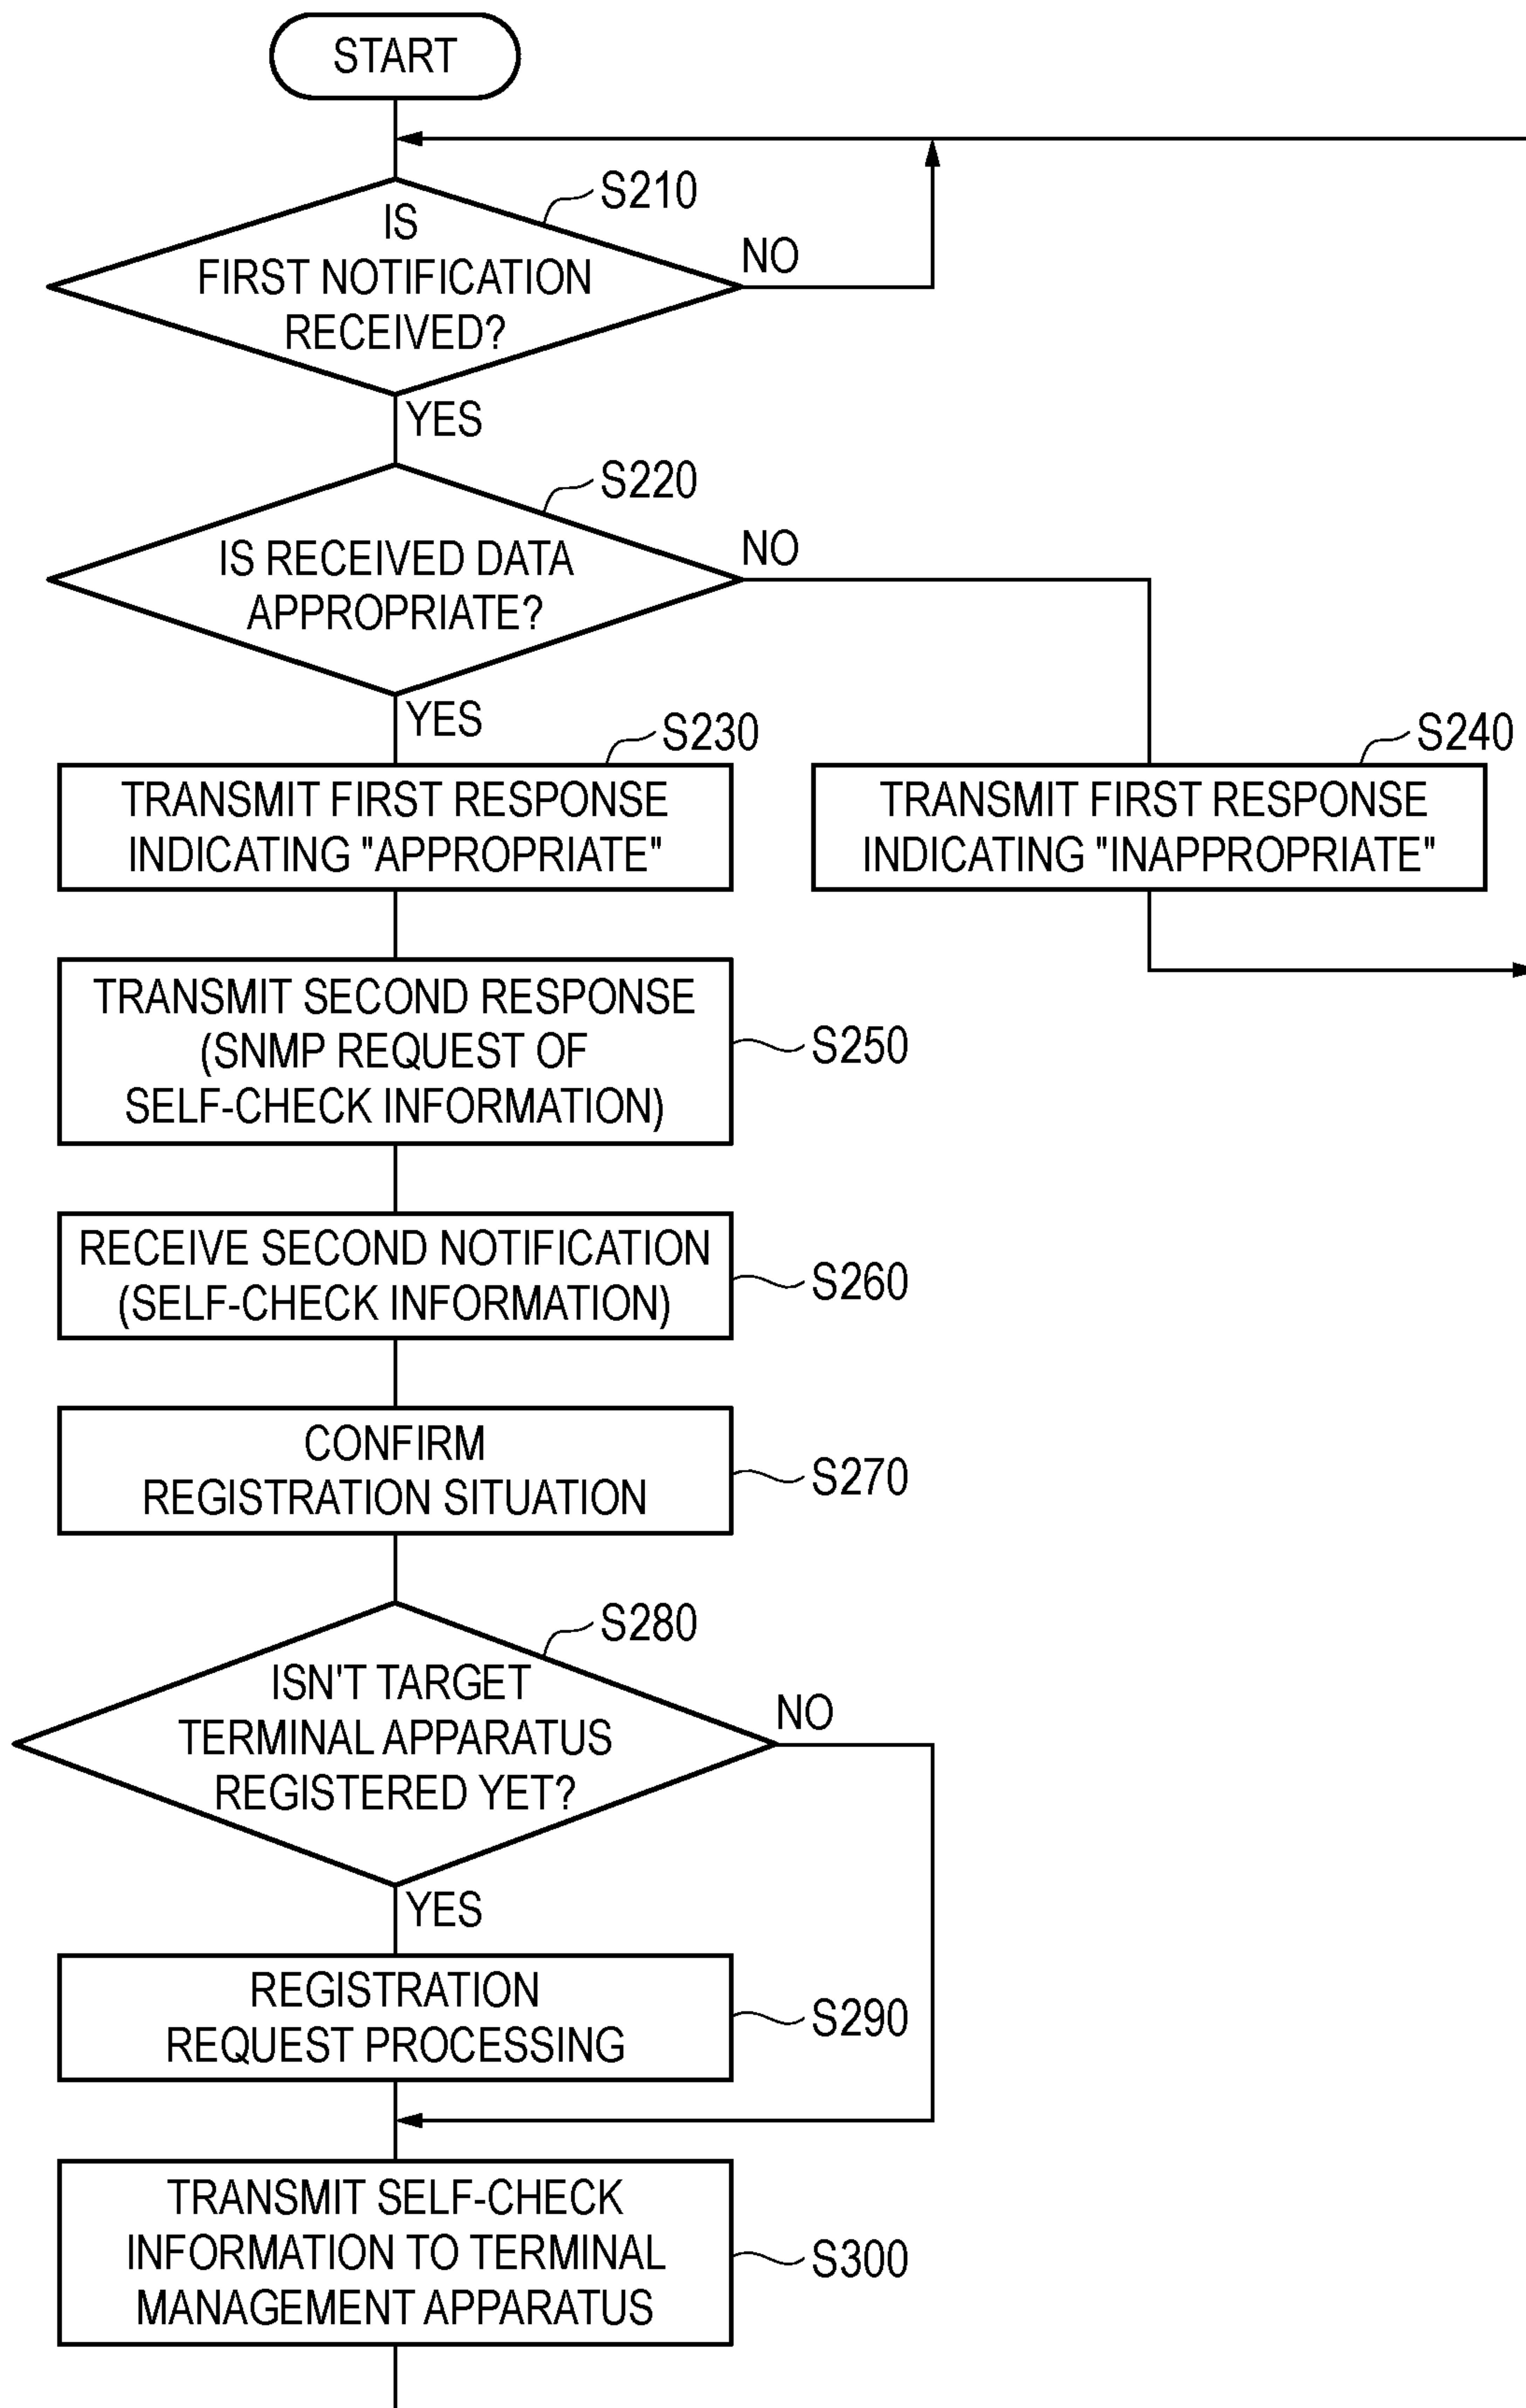 START
S210
IS
FIRST NOTIFICATION
RECEIVED?
NO
YES
S220
IS RECEIVED DATA
APPROPRIATE?
NO
YES
S230
TRANSMIT FIRST RESPONSE
INDICATING "APPROPRIATE"
S240
TRANSMIT FIRST RESPONSE
INDICATING "INAPPROPRIATE"
TRANSMIT SECOND RESPONSE
(SNMP REQUEST OF
SELF-CHECK INFORMATION)
S250
RECEIVE SECOND NOTIFICATION
(SELF-CHECK INFORMATION)
S260
CONFIRM
REGISTRATION SITUATION
S270
S280
ISN'T TARGET
TERMINAL APPARATUS
REGISTERED YET?
NO
YES
REGISTRATION
REQUEST PROCESSING
S290
TRANSMIT SELF-CHECK
INFORMATION TO TERMINAL
MANAGEMENT APPARATUS
S300